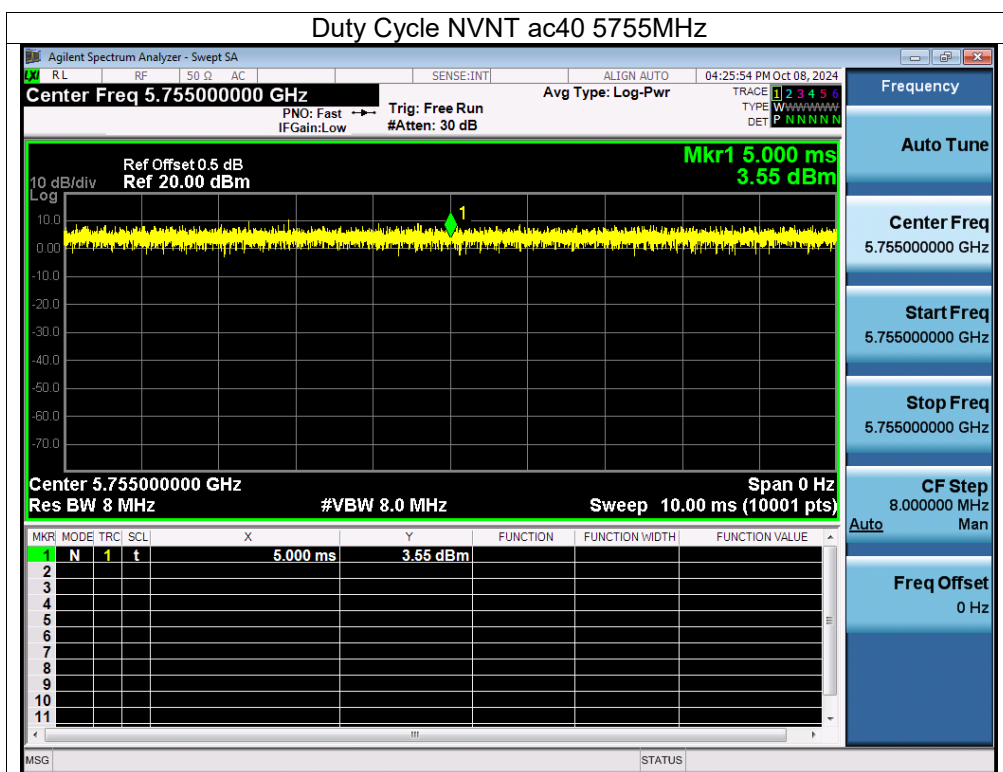 Duty Cycle NVNT ac40 5755MHz
Agilent Spectrum Analyzer - Swept SA
LXI RL RF 50 Ω AC SENSE:INT ALIGN AUTO 04:25:54 PM Oct 08, 2024
Center Freq 5.755000000 GHz
PNO: Fast
IFGain:Low
Trig: Free Run
#Atten: 30 dB
Avg Type: Log-Pwr
TRACE 1 2 3 4 5 6
TYPE WWWWWW
DET P N N N N N
Ref Offset 0.5 dB
10 dB/div Ref 20.00 dBm
Log
Mkr1 5.000 ms
3.55 dBm
10.0
0.00
-10.0
-20.0
-30.0
-40.0
-50.0
-60.0
-70.0
1
Center 5.755000000 GHz Span 0 Hz
Res BW 8 MHz #VBW 8.0 MHz Sweep 10.00 ms (10001 pts)
MKR MODE TRC SCL X Y FUNCTION FUNCTION WIDTH FUNCTION VALUE
1 N 1 t 5.000 ms 3.55 dBm
2
3
4
5
6
7
8
9
10
11
MSG STATUS
Frequency
Auto Tune
Center Freq
5.755000000 GHz
Start Freq
5.755000000 GHz
Stop Freq
5.755000000 GHz
CF Step
8.000000 MHz
Auto Man
Freq Offset
0 Hz